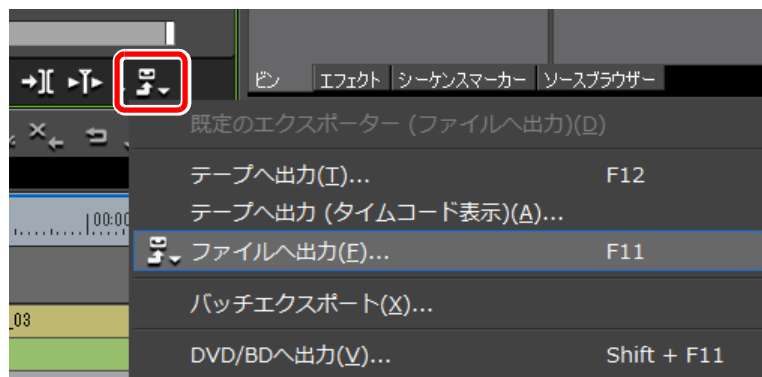 ビン エフェクト シーケンスマーカー ソースブラウザー
既定のエクスポーター (ファイルへ出力)(D)
テープへ出力(T)... F12
テープへ出力 (タイムコード表示)(A)...
ファイルへ出力(F)... F11
バッチエクスポート(X)...
DVD/BDへ出力(V)... Shift + F11
00:00
_03